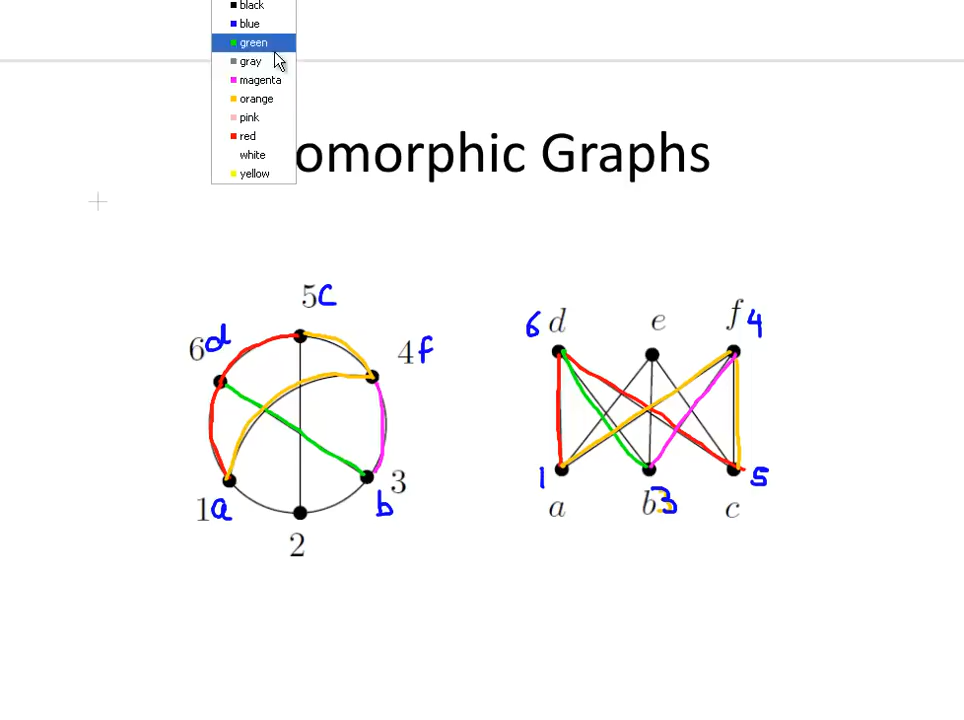 black
blue
green
gray
magenta
orange
pink
red
white
yellow
omorphic Graphs
5c
6d
4f
3
b
1a
2
6 d
e
f 4
1
5
a
b3
c